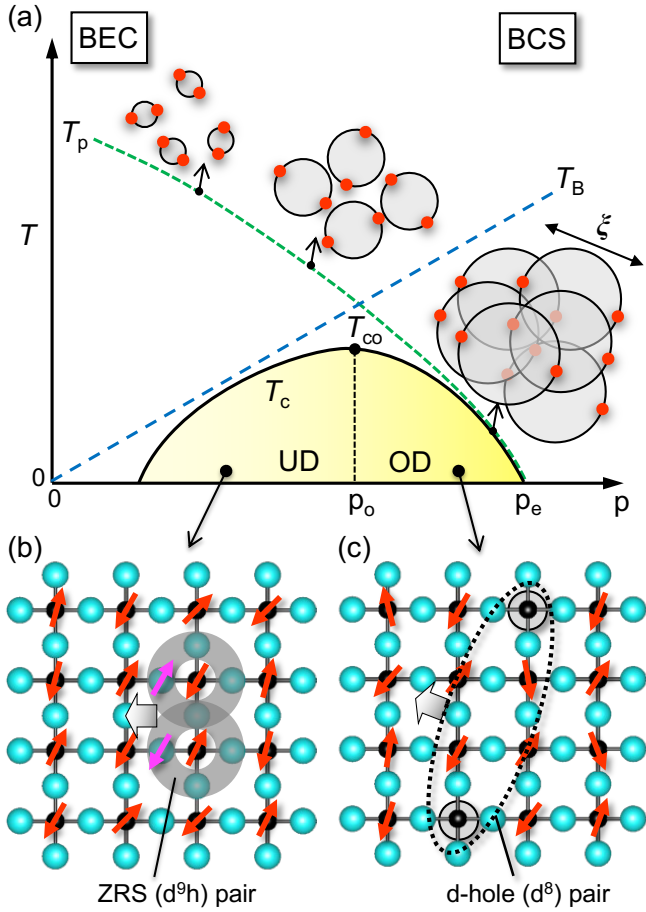 (a)
BEC
BCS
Tp
TB
T
ξ
Tco
Tc
UD
OD
0
0
po
pe
p
(b)
(c)
ZRS (d⁹h) pair
d-hole (d⁸) pair